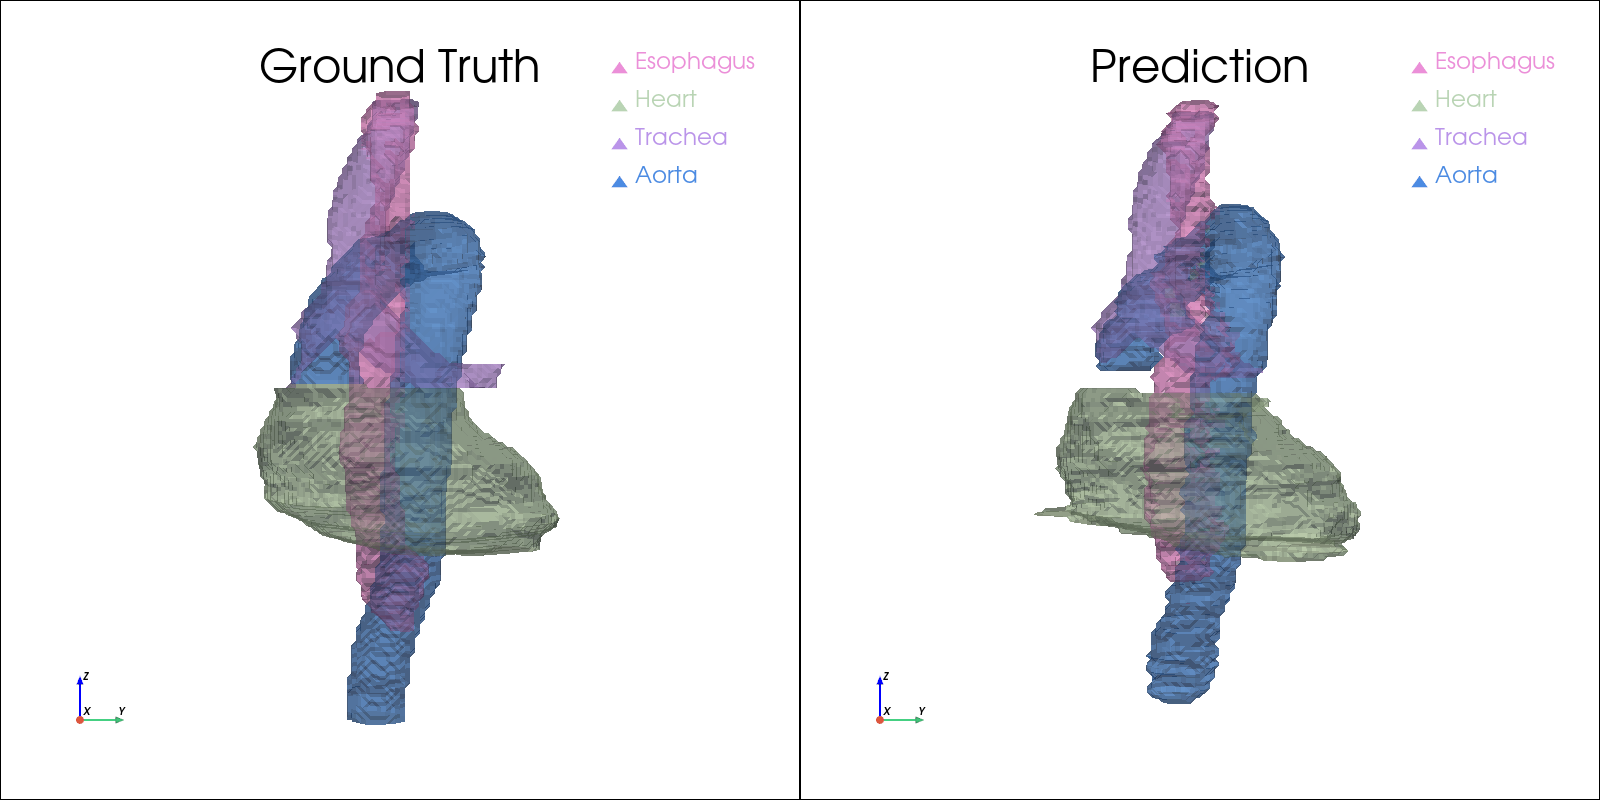 Ground Truth
Esophagus
Heart
Trachea
Aorta
Z
X
Y
Prediction
Esophagus
Heart
Trachea
Aorta
Z
X
Y